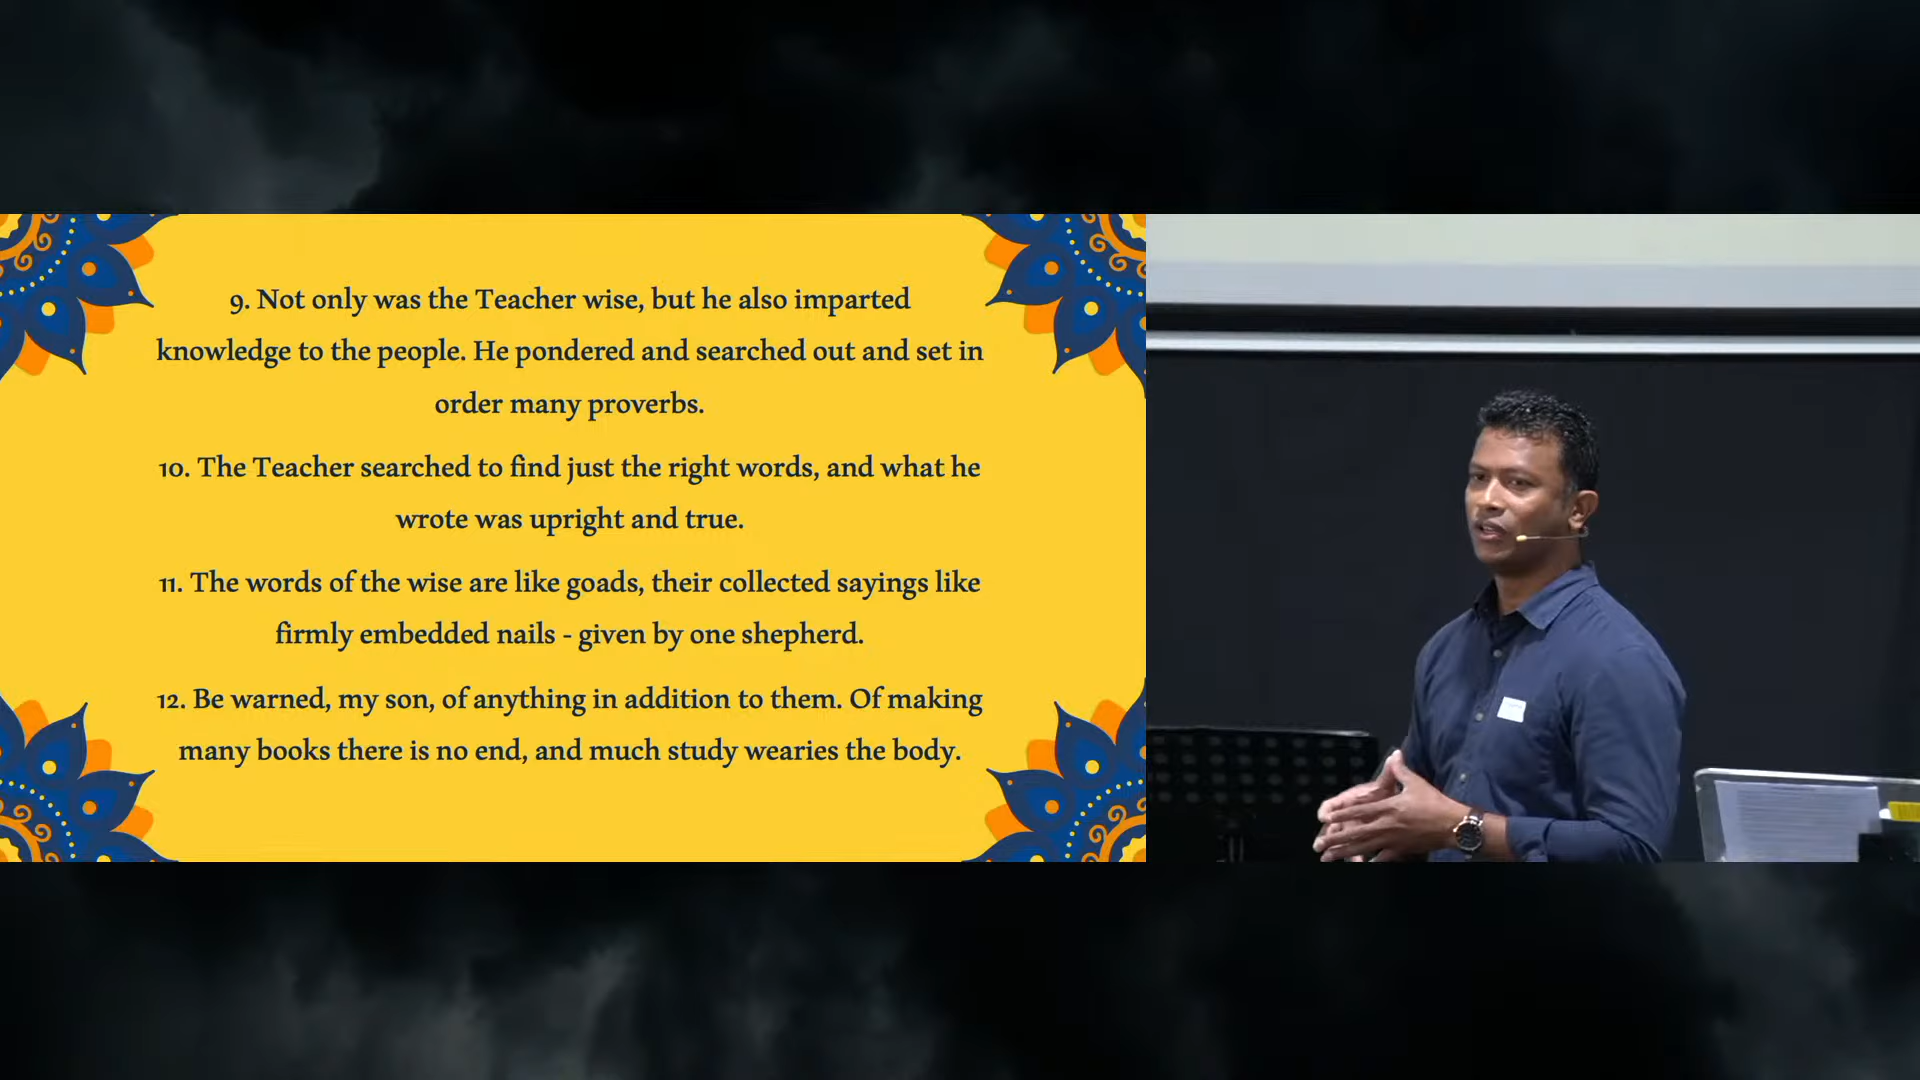 9. Not only was the Teacher wise, but he also imparted
knowledge to the people. He pondered and searched out and set in
order many proverbs.
10. The Teacher searched to find just the right words, and what he
wrote was upright and true.
11. The words of the wise are like goads, their collected sayings like
firmly embedded nails - given by one shepherd.
12. Be warned, my son, of anything in addition to them. Of making
many books there is no end, and much study wearies the body.